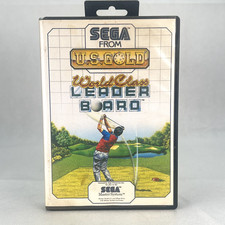 SEGA
FROM
U.S. GOLD
World Class
LEADER
BOARD
SEGA